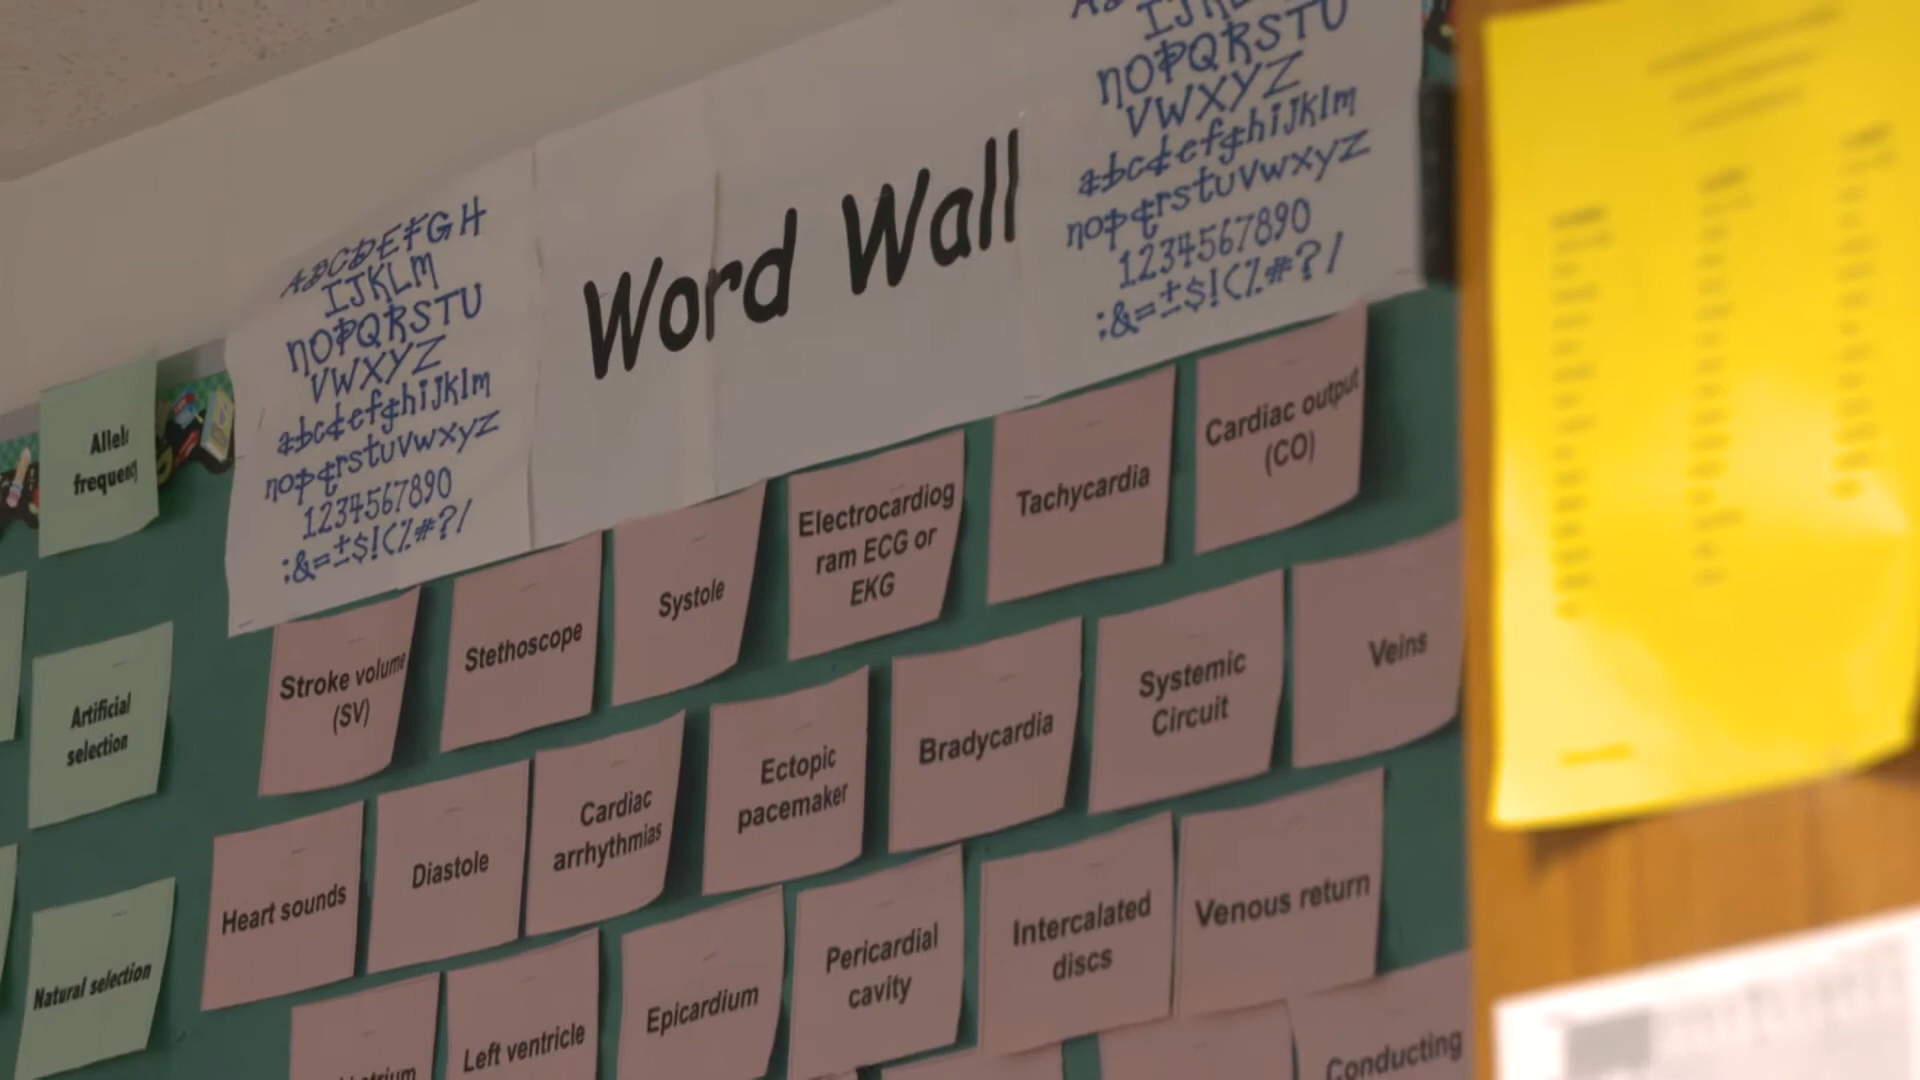 ABCDEFGH
IJKLM
NOPQRSTU
VWXYZ
abcdefghijklm
nopqrstuvwxyz
1234567890
:&=±$!(%#?/
Word Wall
IJKL
NOPQRSTU
VWXYZ
abcdefghijklm
nopqrstuvwxyz
1234567890
:&=±$!(%#?/
Allele
frequency
Artificial
selection
Natural selection
Stroke volume
(SV)
Stethoscope
Systole
Electrocardiog
ram ECG or
EKG
Tachycardia
Cardiac output
(CO)
Heart sounds
Diastole
Cardiac
arrhythmias
Ectopic
pacemaker
Bradycardia
Systemic
Circuit
Veins
Left ventricle
Epicardium
Pericardial
cavity
Intercalated
discs
Venous return
Conducting